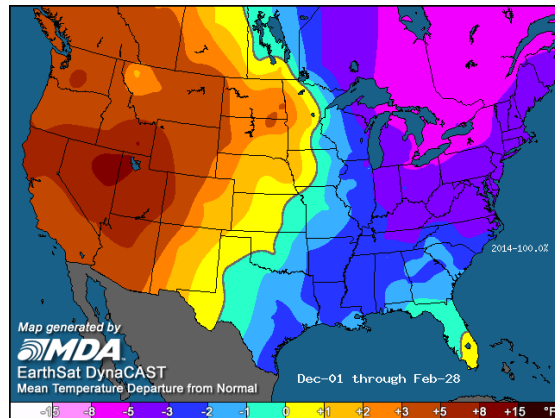 2014-100.0%
Map generated by
MDA
EarthSat DynaCAST
Mean Temperature Departure from Normal
Dec-01 through Feb-28
-15 -8 -5 -3 -2 -1 0 +1 +2 +3 +5 +8 +15 °F